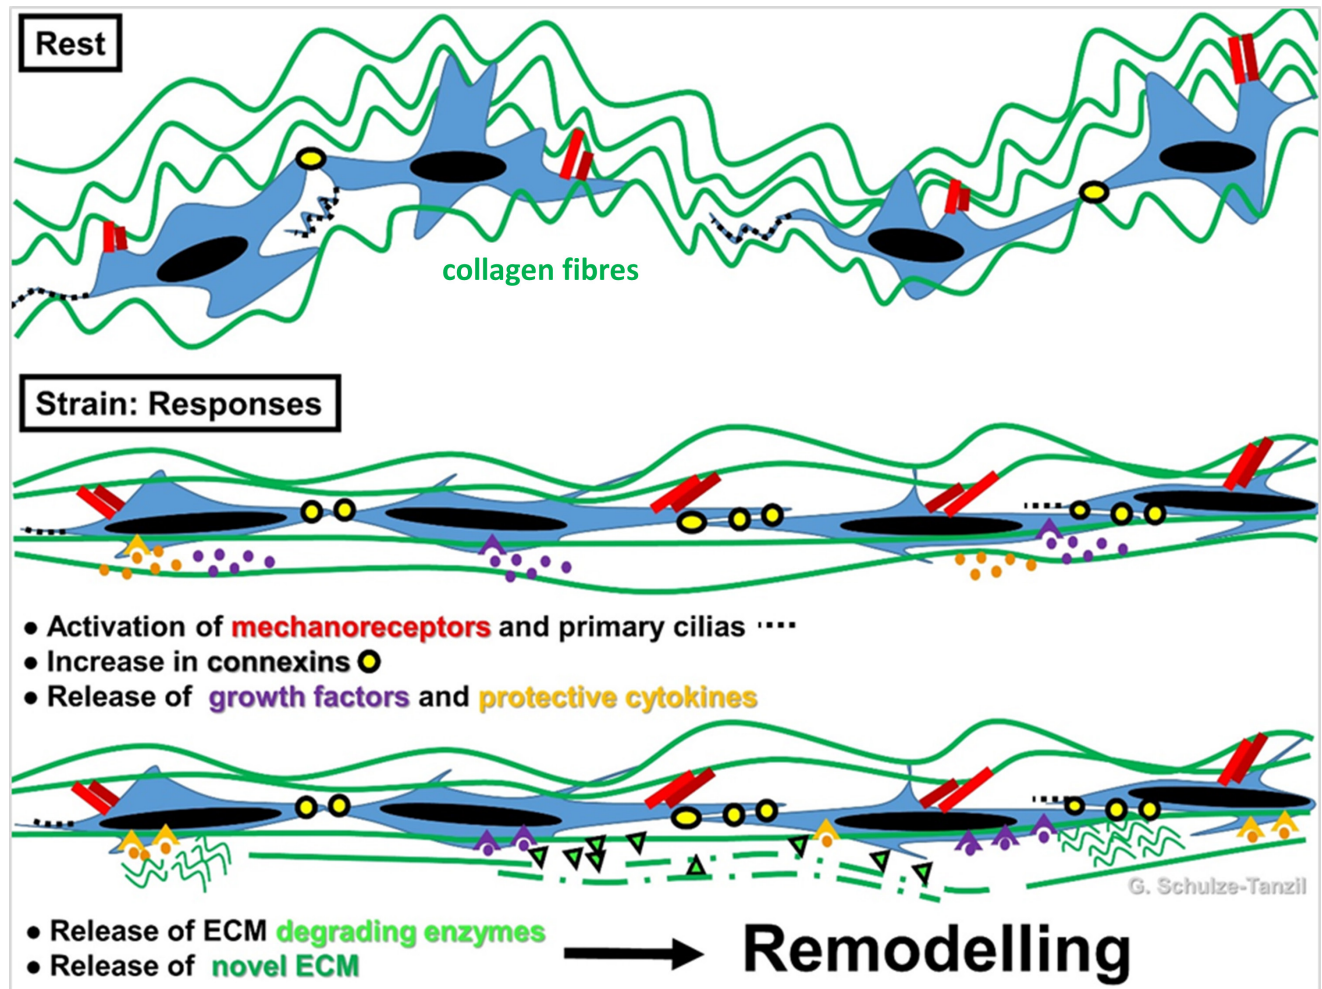 Rest
collagen fibres
Strain: Responses
● Activation of mechanoreceptors and primary cilias
● Increase in connexins
● Release of growth factors and protective cytokines
G. Schulze-Tanzil
● Release of ECM degrading enzymes
● Release of novel ECM
Remodelling